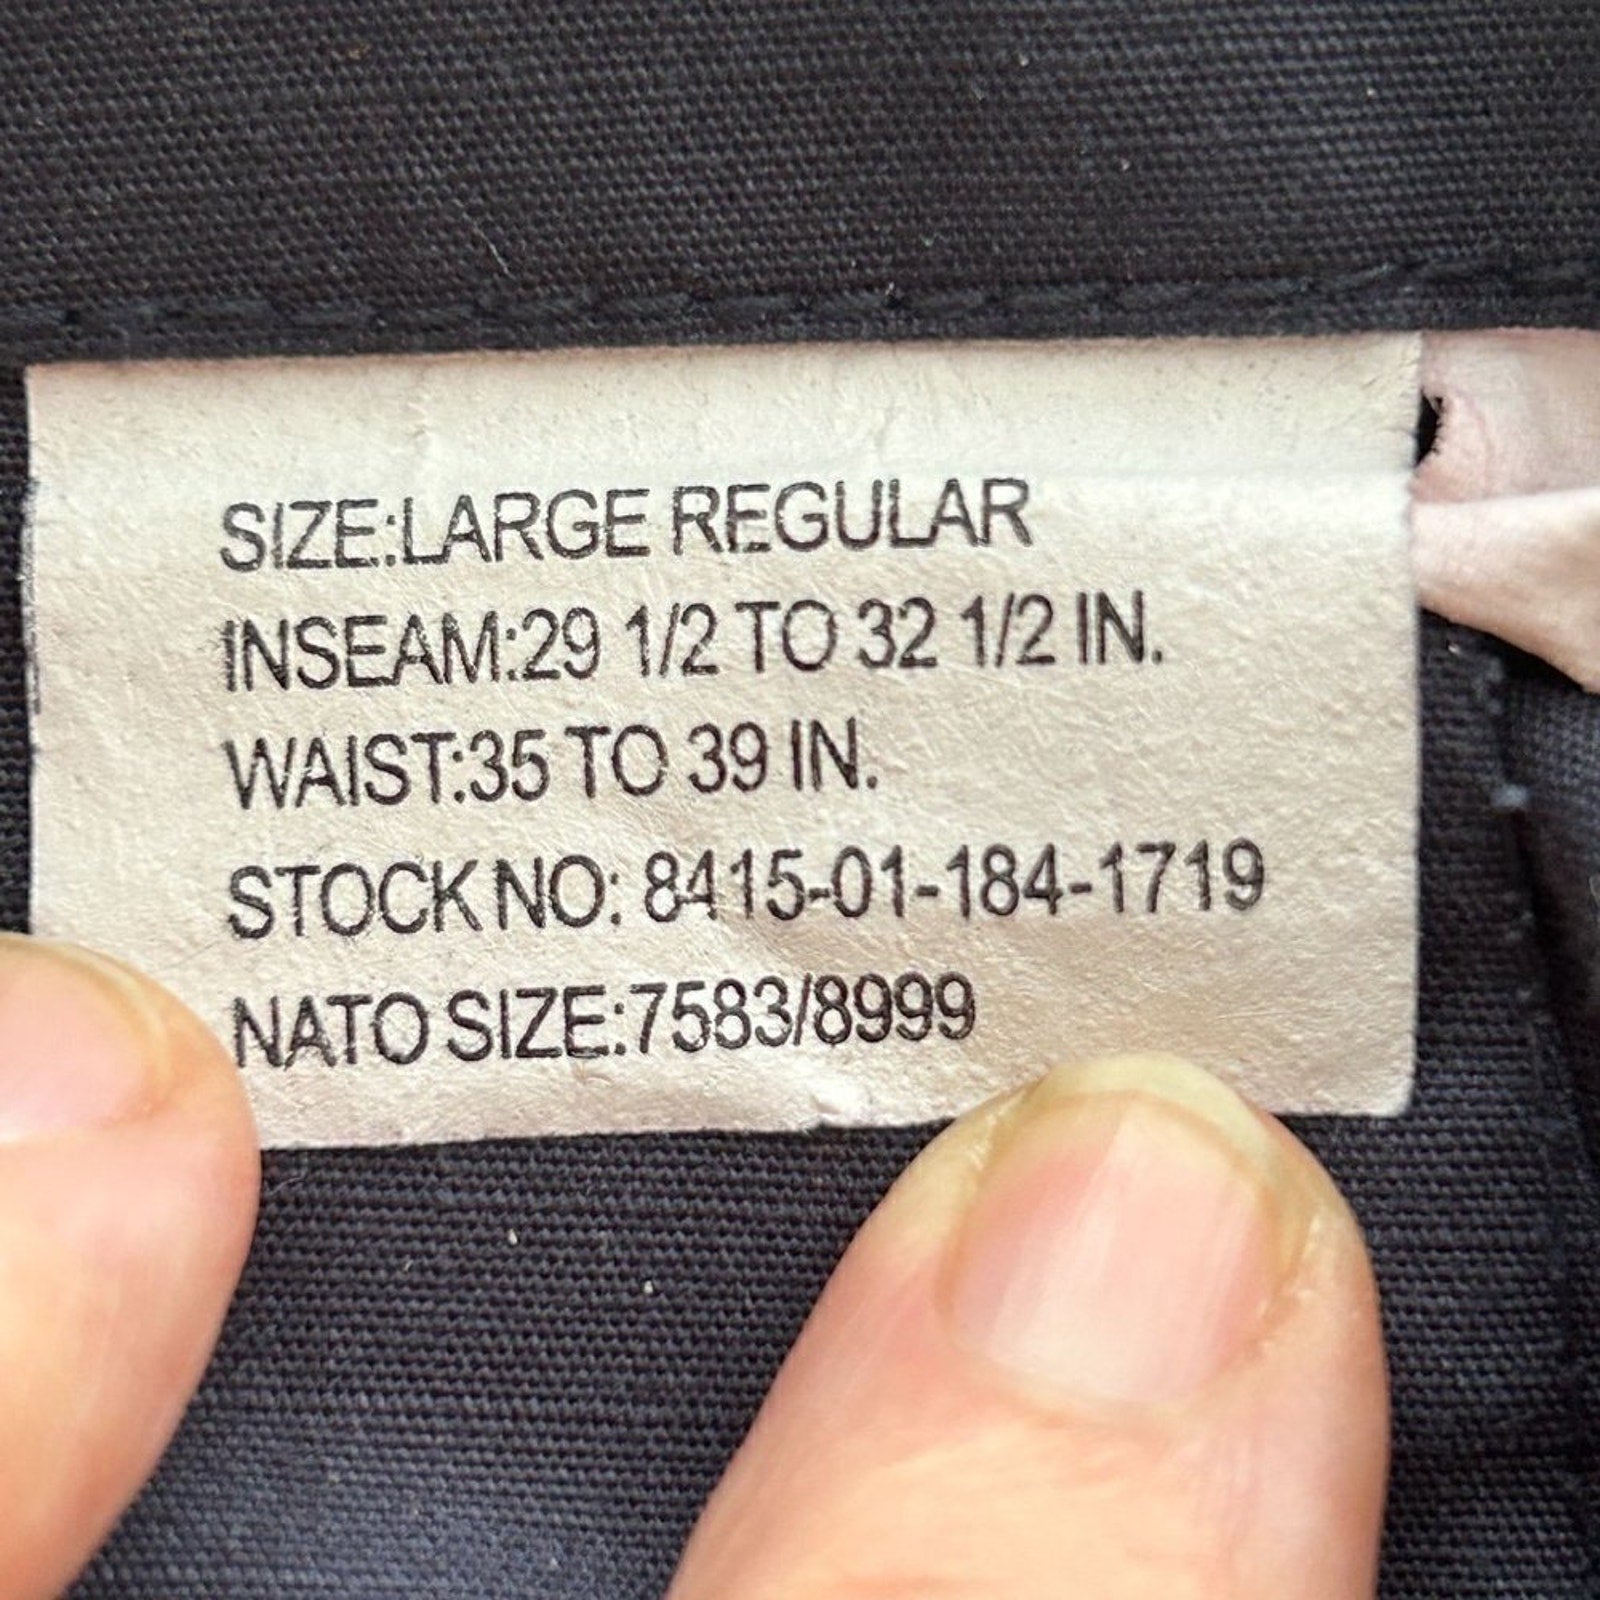 SIZE:LARGE REGULAR
INSEAM:29 1/2 TO 32 1/2 IN.
WAIST:35 TO 39 IN.
STOCK NO: 8415-01-184-1719
NATO SIZE:7583/8999